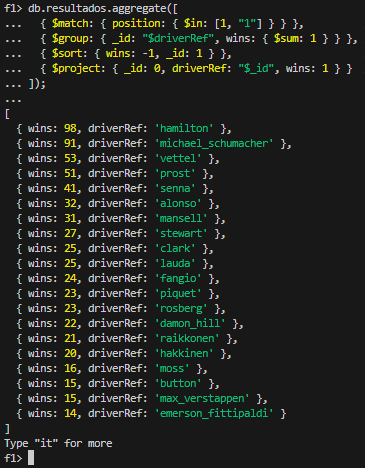 f1> db.resultados.aggregate([
...   { $match: { position: { $in: [1, "1"] } } },
...   { $group: { _id: "$driverRef", wins: { $sum: 1 } } },
...   { $sort: { wins: -1, _id: 1 } },
...   { $project: { _id: 0, driverRef: "$_id", wins: 1 } }
... ]);
...
[
  { wins: 98, driverRef: 'hamilton' },
  { wins: 91, driverRef: 'michael_schumacher' },
  { wins: 53, driverRef: 'vettel' },
  { wins: 51, driverRef: 'prost' },
  { wins: 41, driverRef: 'senna' },
  { wins: 32, driverRef: 'alonso' },
  { wins: 31, driverRef: 'mansell' },
  { wins: 27, driverRef: 'stewart' },
  { wins: 25, driverRef: 'clark' },
  { wins: 25, driverRef: 'lauda' },
  { wins: 24, driverRef: 'fangio' },
  { wins: 23, driverRef: 'piquet' },
  { wins: 23, driverRef: 'rosberg' },
  { wins: 22, driverRef: 'damon_hill' },
  { wins: 21, driverRef: 'raikkonen' },
  { wins: 20, driverRef: 'hakkinen' },
  { wins: 16, driverRef: 'moss' },
  { wins: 15, driverRef: 'button' },
  { wins: 15, driverRef: 'max_verstappen' },
  { wins: 14, driverRef: 'emerson_fittipaldi' }
]
Type "it" for more
f1>